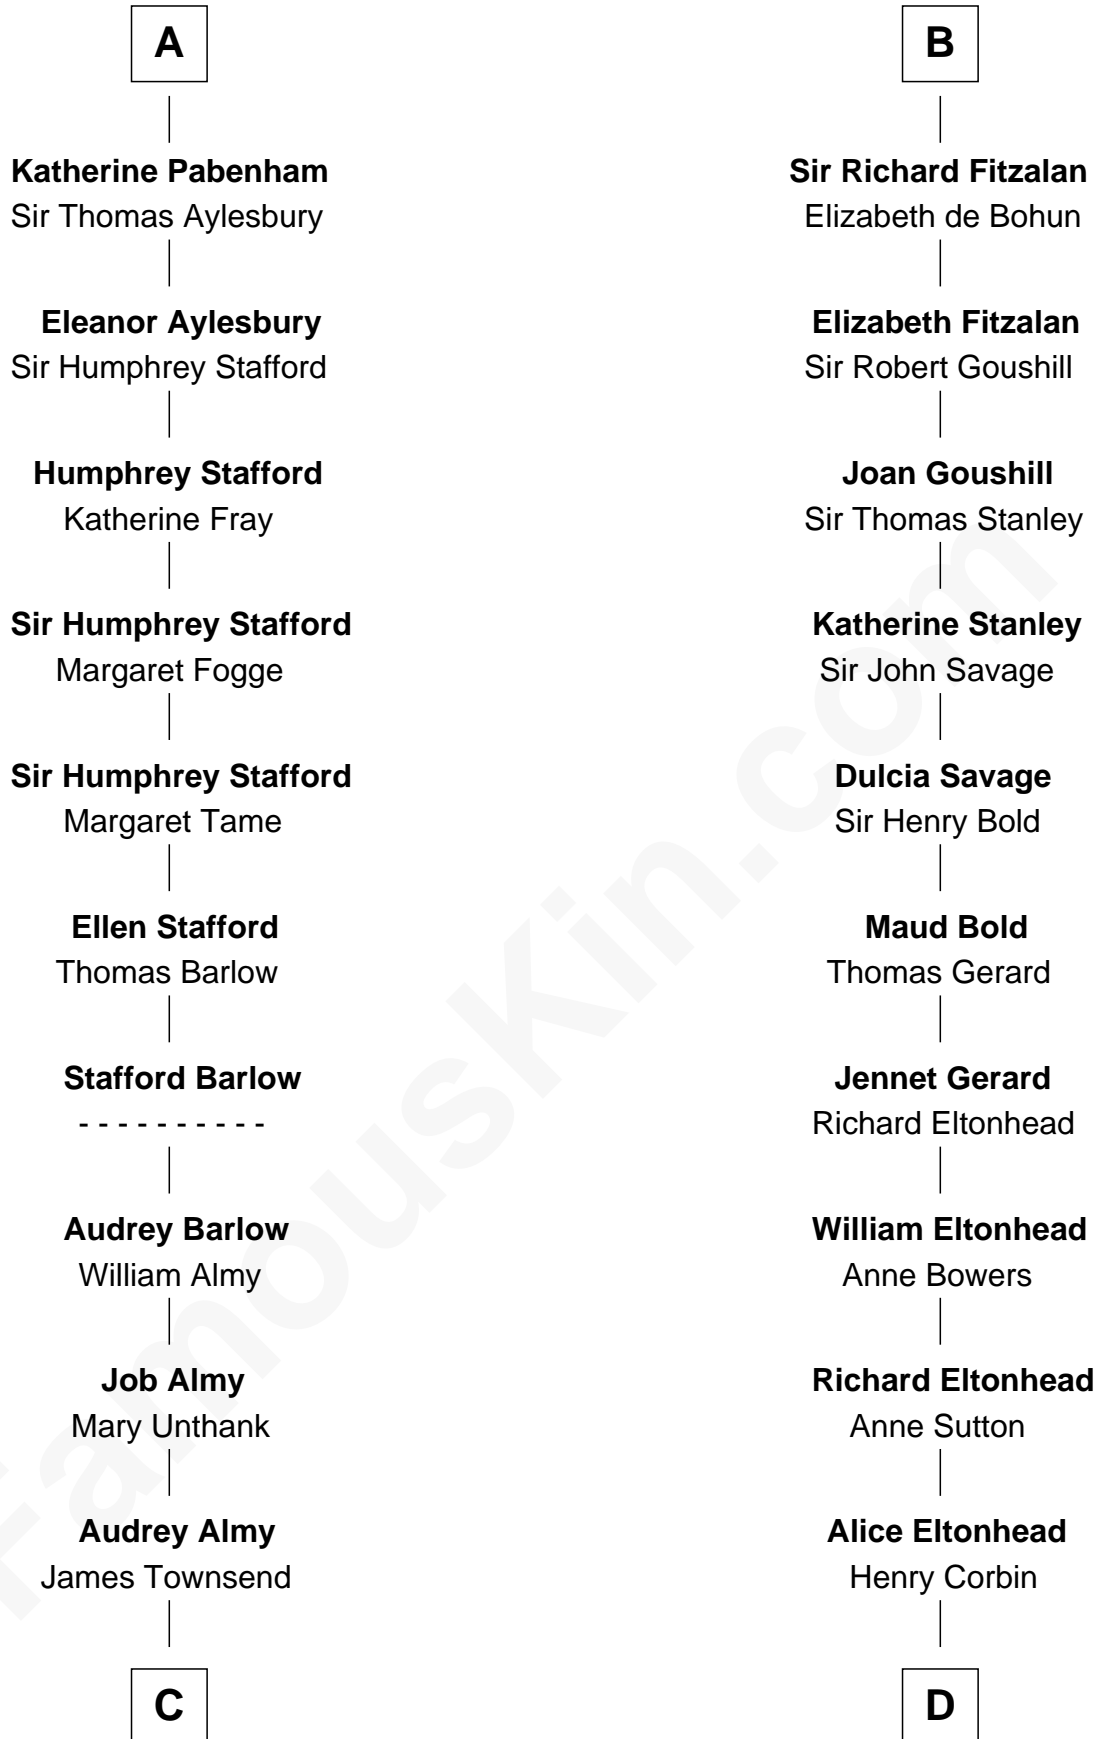 A
Katherine Pabenham
Sir Thomas Aylesbury
Eleanor Aylesbury
Sir Humphrey Stafford
Humphrey Stafford
Katherine Fray
Sir Humphrey Stafford
Margaret Fogge
Sir Humphrey Stafford
Margaret Tame
Ellen Stafford
Thomas Barlow
Stafford Barlow
- - - - - - - - - -
Audrey Barlow
William Almy
Job Almy
Mary Unthank
Audrey Almy
James Townsend
C
B
Sir Richard Fitzalan
Elizabeth de Bohun
Elizabeth Fitzalan
Sir Robert Goushill
Joan Goushill
Sir Thomas Stanley
Katherine Stanley
Sir John Savage
Dulcia Savage
Sir Henry Bold
Maud Bold
Thomas Gerard
Jennet Gerard
Richard Eltonhead
William Eltonhead
Anne Bowers
Richard Eltonhead
Anne Sutton
Alice Eltonhead
Henry Corbin
D
FamousKin.com